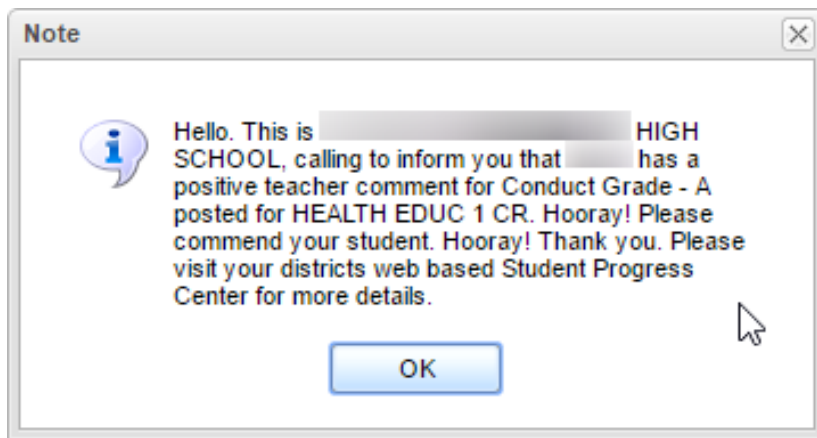 Note
Hello. This is HIGH
SCHOOL, calling to inform you that has a
positive teacher comment for Conduct Grade - A
posted for HEALTH EDUC 1 CR. Hooray! Please
commend your student. Hooray! Thank you. Please
visit your districts web based Student Progress
Center for more details.
OK